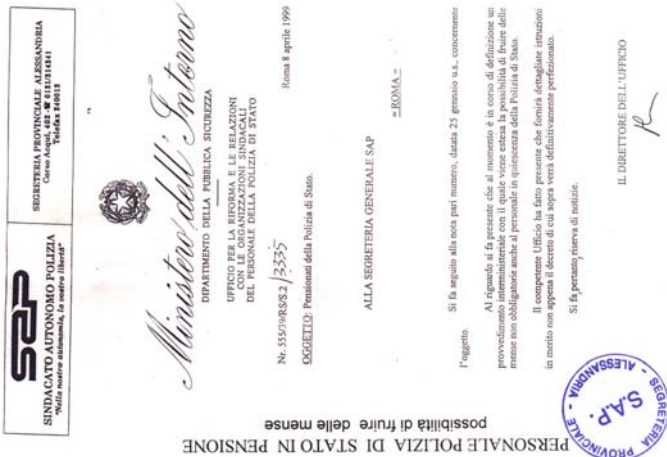 SAP
SINDACATO AUTONOMO POLIZIA
"Nella nostra autonomia, la vostra libertà"
SEGRETERIA PROVINCIALE ALESSANDRIA
Corso Acqui, 402 - ☎ 0131/314341
Telefax 240013
Ministero dell'Interno
DIPARTIMENTO DELLA PUBBLICA SICUREZZA
UFFICIO PER LA RIFORMA E LE RELAZIONI
CON LE ORGANIZZAZIONI SINDACALI
DEL PERSONALE DELLA POLIZIA DI STATO
Nr. 555/39/RS/S.2/3335
Roma 8 aprile 1999
OGGETTO: Pensionati della Polizia di Stato.
ALLA SEGRETERIA GENERALE SAP
= ROMA =
Si fa seguito alla nota pari numero, datata 25 gennaio u.s., concernente
l'oggetto.
Al riguardo si fa presente che al momento è in corso di definizione un
provvedimento interministeriale con il quale viene estesa la possibilità di fruire delle
mense non obbligatorie anche al personale in quiescenza della Polizia di Stato.
Il competente Ufficio ha fatto presente che fornirà dettagliate istruzioni
in merito non appena il decreto di cui sopra verrà definitivamente perfezionato.
Si fa pertanto, riserva di notizie.
IL DIRETTORE DELL'UFFICIO
SEGRETERIA PROVINCIALE - ALESSANDRIA -
S.A.P.
PERSONALE POLIZIA DI STATO IN PENSIONE
possibilità di fruire delle mense